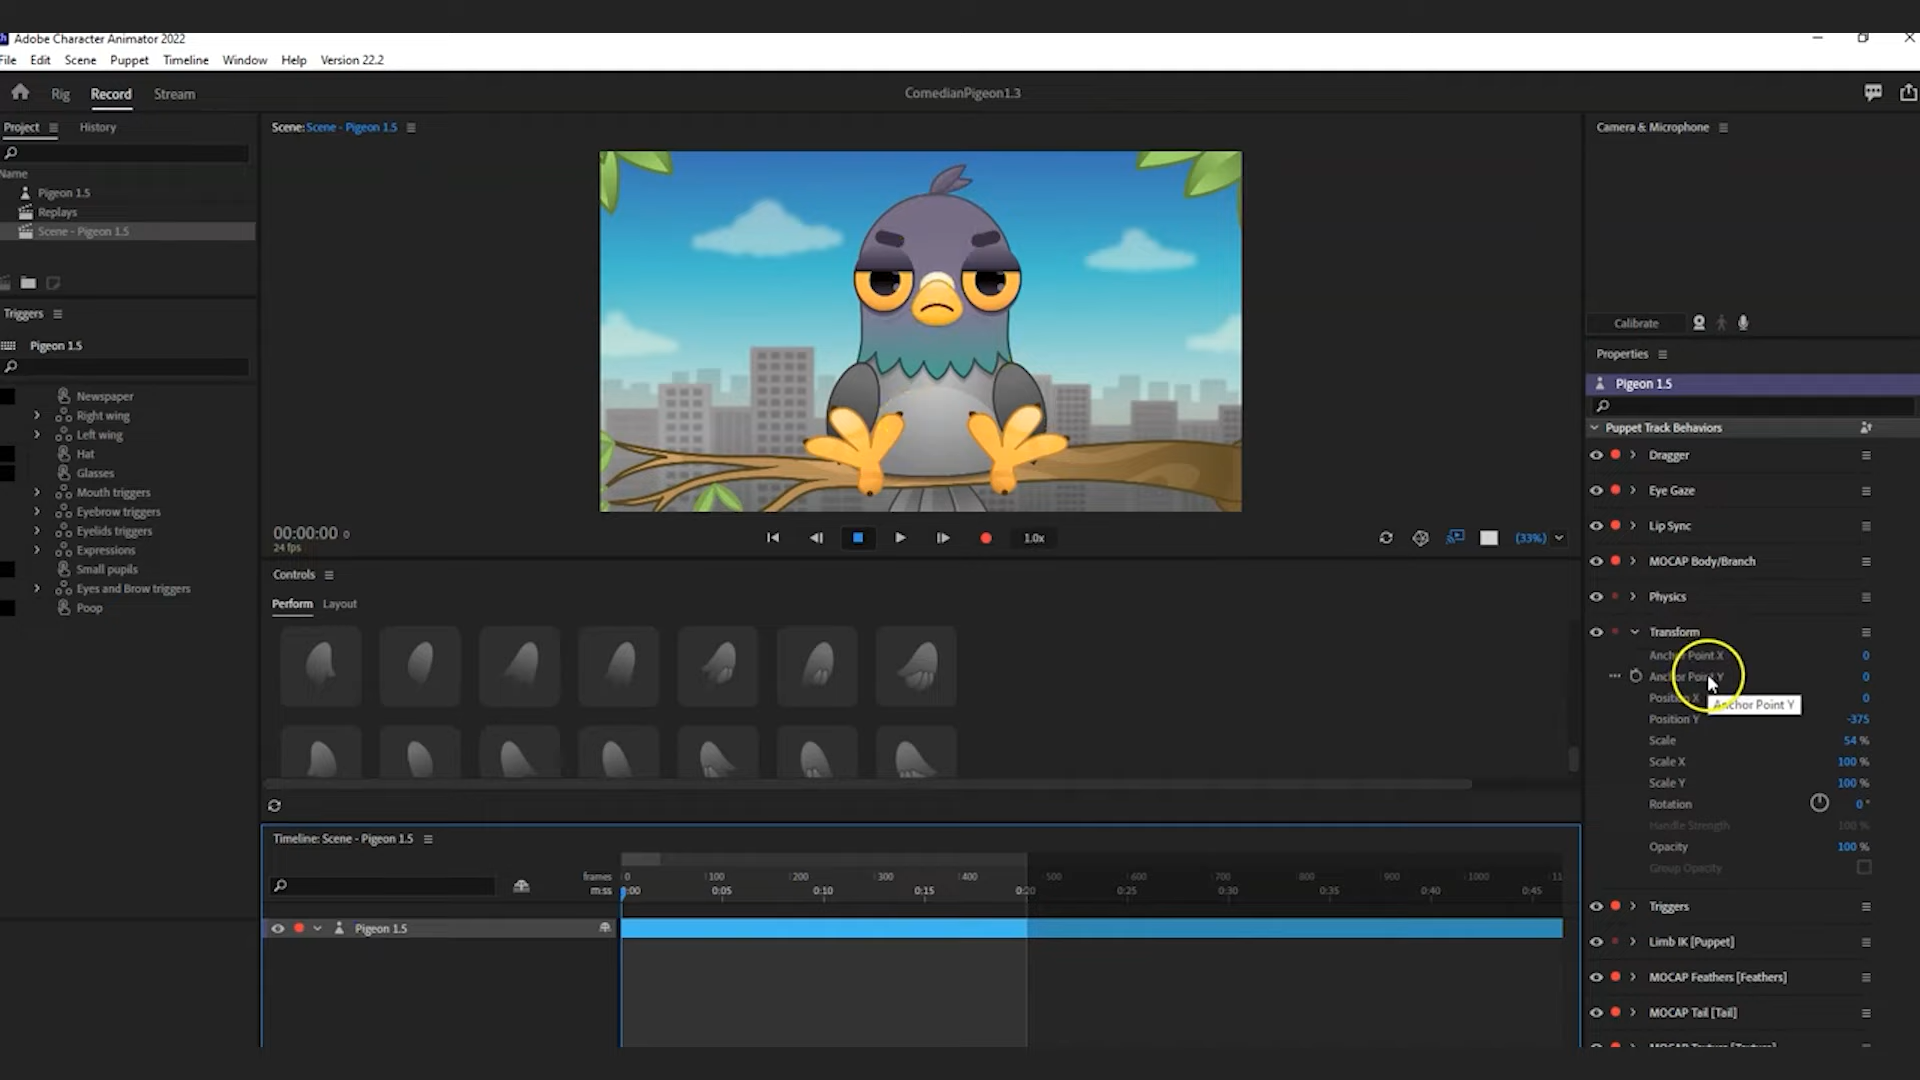 Adobe Character Animator 2022
File Edit Scene Puppet Timeline Window Help Version 22.2
Rig Record Stream
ComedianPigeon1.3
Project History
Name
Pigeon 1.5
Replays
Scene - Pigeon 1.5
Triggers
Pigeon 1.5
Newspaper
Right wing
Left wing
Hat
Glasses
Mouth triggers
Eyebrow triggers
Eyelids triggers
Expressions
Small pupils
Eyes and Brow triggers
Poop
Scene: Scene - Pigeon 1.5
00:00:00 0
24 fps
1.0x
(33%)
Controls
Perform Layout
Timeline: Scene - Pigeon 1.5
frames 0 100 200 300 400 500 600 700 800 900 1000 11
m:ss 0:00 0:05 0:10 0:15 0:20 0:25 0:30 0:35 0:40 0:45
Pigeon 1.5
Camera & Microphone
Calibrate
Properties
Pigeon 1.5
Puppet Track Behaviors
Dragger
Eye Gaze
Lip Sync
MOCAP Body/Branch
Physics
Transform
Anchor Point X 0
Anchor Point Y 0
Position X 0
Anchor Point Y
Position Y -375
Scale 54 %
Scale X 100 %
Scale Y 100 %
Rotation 0 °
Handle Strength 100 %
Opacity 100 %
Group Opacity
Triggers
Limb IK [Puppet]
MOCAP Feathers [Feathers]
MOCAP Tail [Tail]